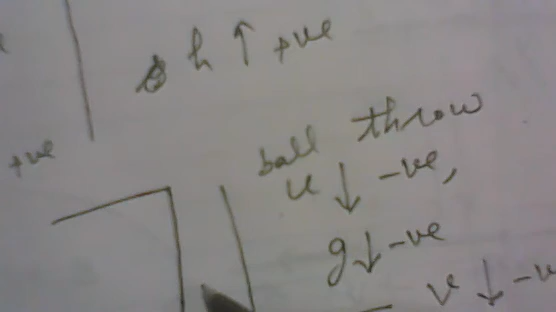 h ↑ +ve
+ve
ball throw
u ↓ -ve,
g ↓ -ve
v ↓ -v